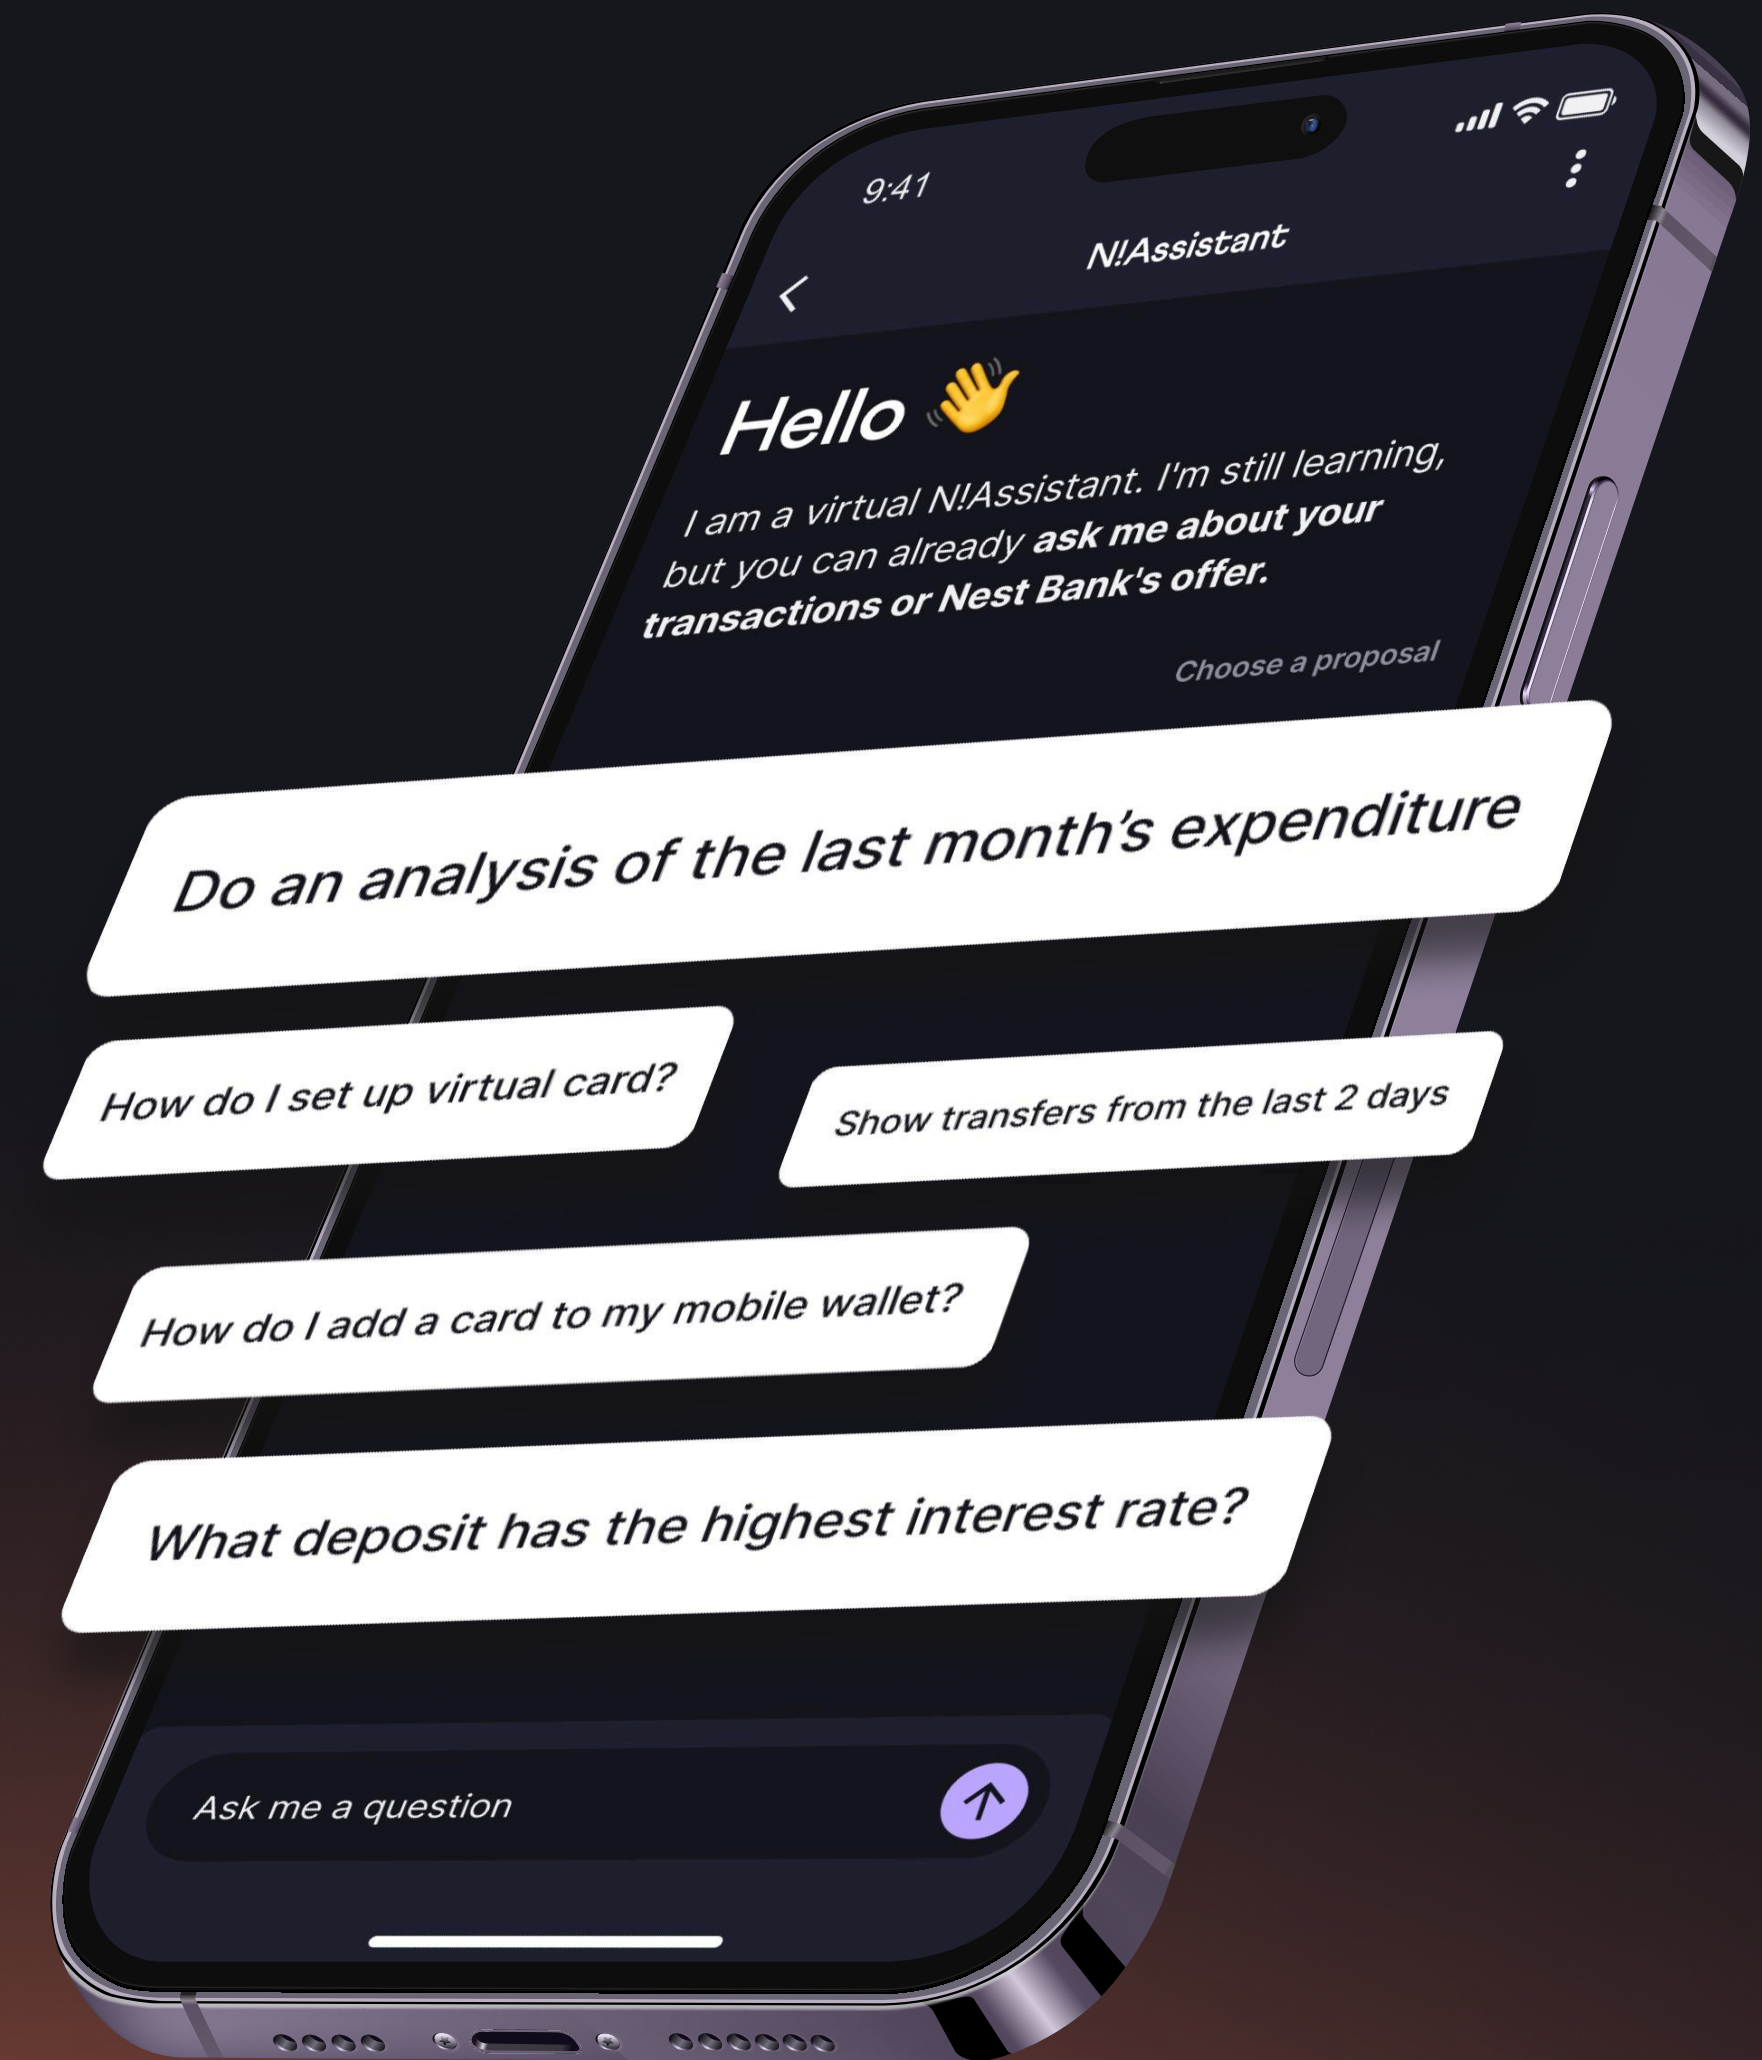 9:41
N!Assistant
Hello 👋
I am a virtual N!Assistant. I'm still learning,
but you can already ask me about your
transactions or Nest Bank's offer.
Choose a proposal
Do an analysis of the last month’s expenditure
How do I set up virtual card?
Show transfers from the last 2 days
How do I add a card to my mobile wallet?
What deposit has the highest interest rate?
Ask me a question